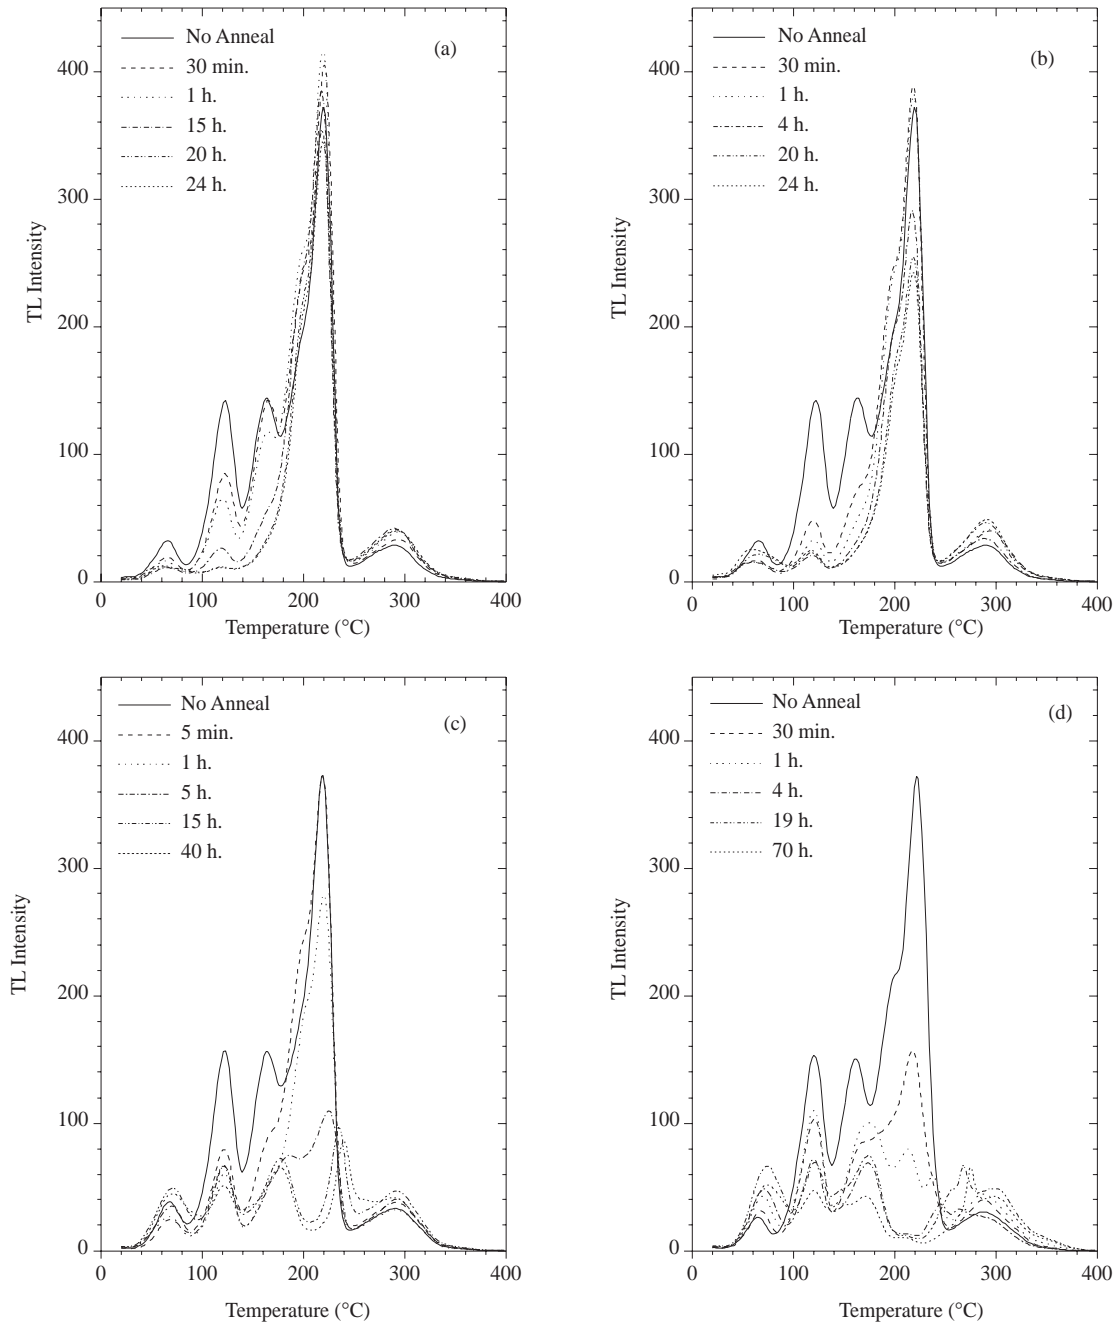 (a)
No Anneal
30 min.
1 h.
15 h.
20 h.
24 h.
400
300
200
100
0
TL Intensity
0 100 200 300 400
Temperature (°C)
(b)
No Anneal
30 min.
1 h.
4 h.
20 h.
24 h.
400
300
200
100
0
TL Intensity
0 100 200 300 400
Temperature (°C)
(c)
No Anneal
5 min.
1 h.
5 h.
15 h.
40 h.
400
300
200
100
0
TL Intensity
0 100 200 300 400
Temperature (°C)
(d)
No Anneal
30 min.
1 h.
4 h.
19 h.
70 h.
400
300
200
100
0
TL Intensity
0 100 200 300 400
Temperature (°C)